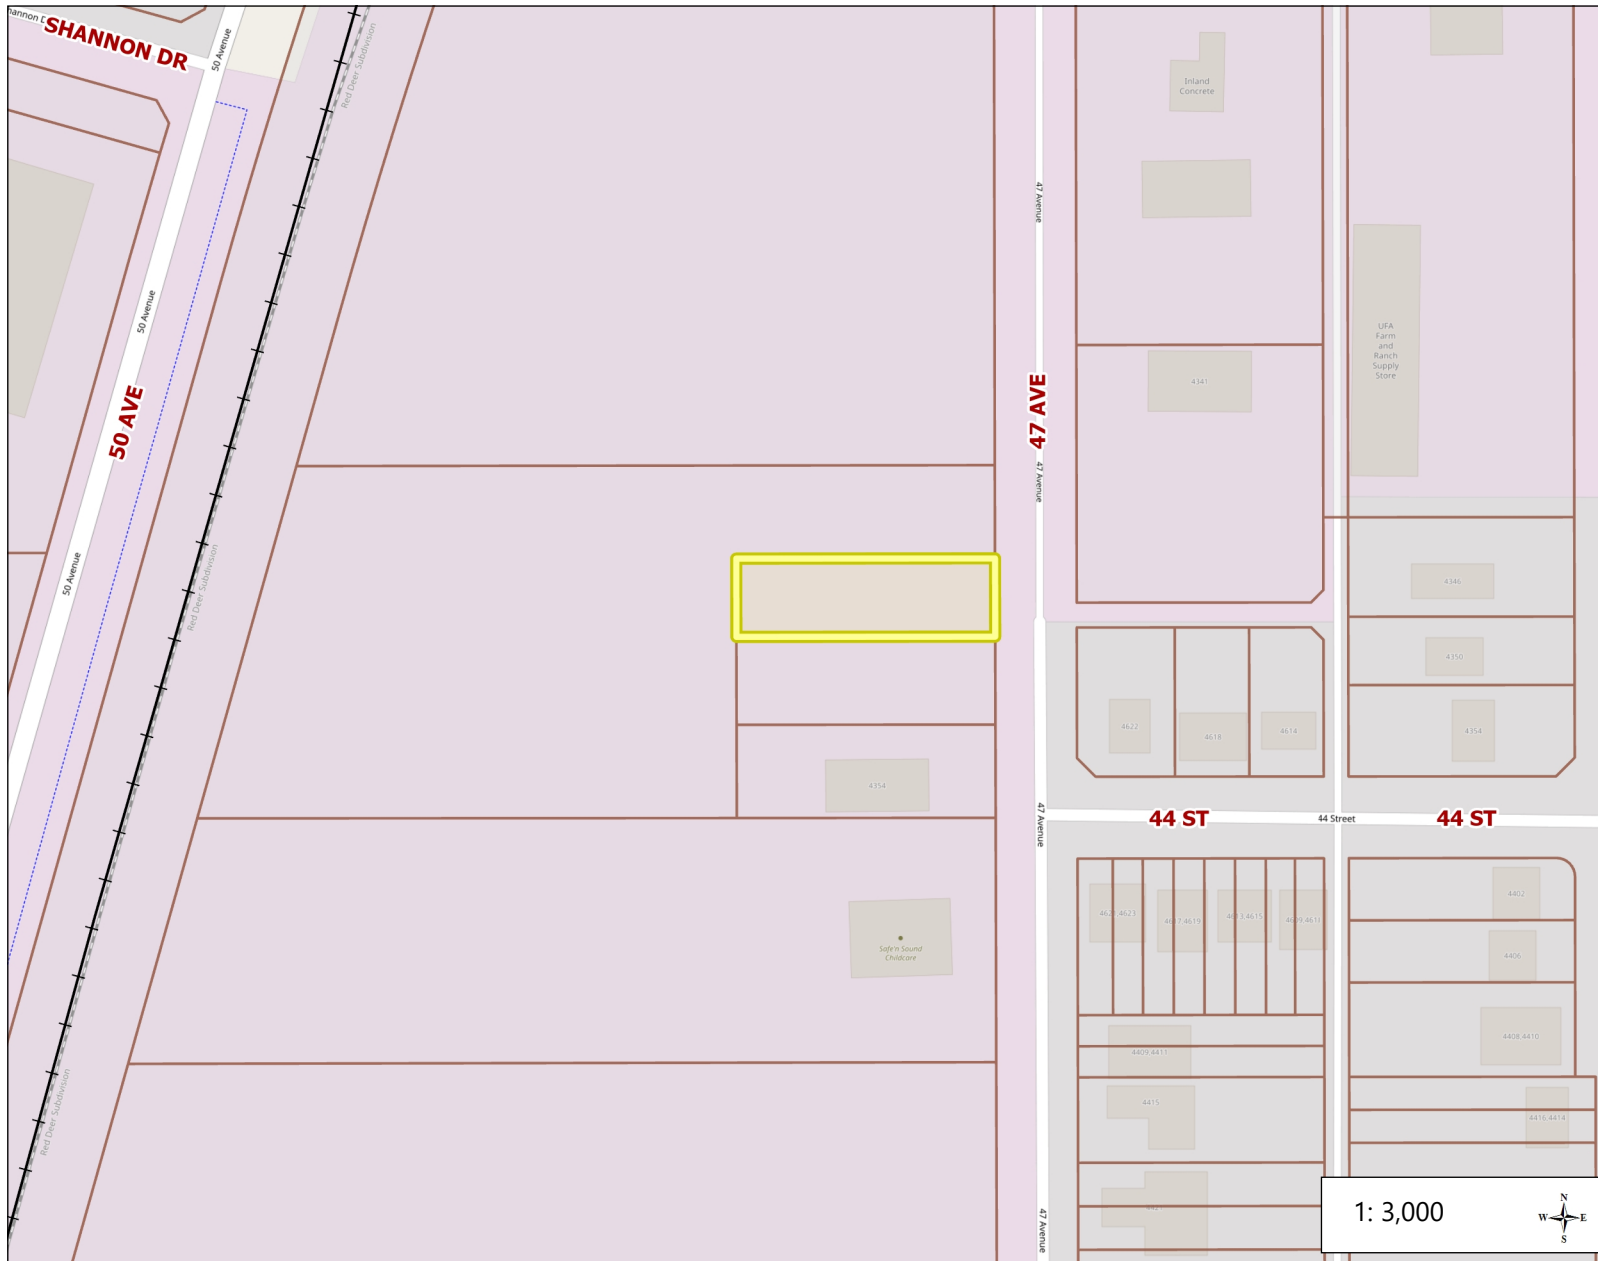 SHANNON DR
50 Avenue
Red Deer Subdivision
Inland
Concrete
47 Avenue
50 Avenue
UFA
Farm
and
Ranch
Supply
Store
4341
50 AVE
47 AVE
47 Avenue
50 Avenue
Red Deer Subdivision
4346
4350
4622
4618
4614
4354
4354
47 Avenue
44 ST
44 Street
44 ST
4402
4617;4619
4406
Safe'n Sound
Childcare
4408;4410
4409;4411
4415
4416;4414
Red Deer Subdivision
47 Avenue
1: 3,000
N
W
E
S